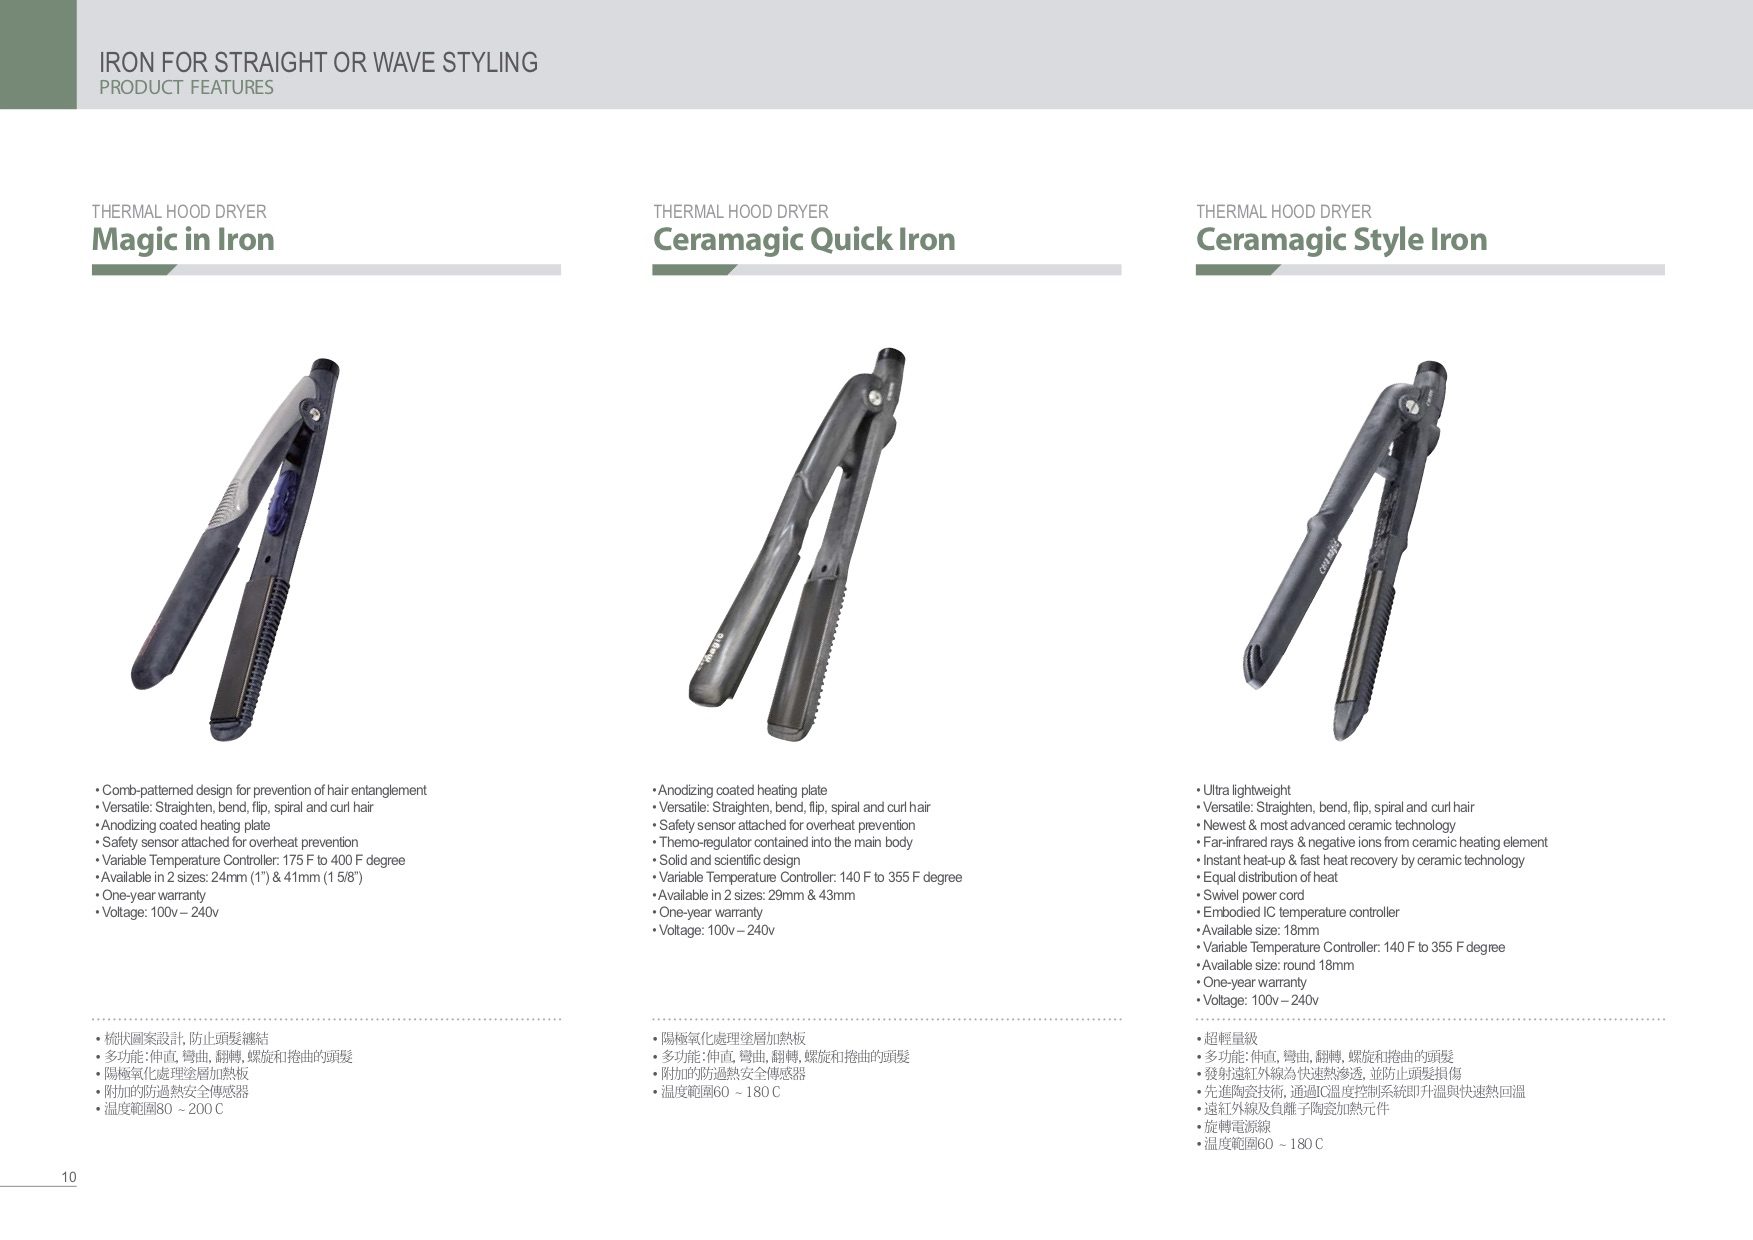 IRON FOR STRAIGHT OR WAVE STYLING
PRODUCT FEATURES
THERMAL HOOD DRYER
Magic in Iron
• Comb-patterned design for prevention of hair entanglement
• Versatile: Straighten, bend, flip, spiral and curl hair
• Anodizing coated heating plate
• Safety sensor attached for overheat prevention
• Variable Temperature Controller: 175 F to 400 F degree
• Available in 2 sizes: 24mm (1”) & 41mm (1 5/8”)
• One-year warranty
• Voltage: 100v – 240v
• 梳狀圖案設計, 防止頭髮纏結
• 多功能:伸直, 彎曲, 翻轉, 螺旋和捲曲的頭髮
• 陽極氧化處理塗層加熱板
• 附加的防過熱安全傳感器
• 温度範圍80 ~ 200 C
THERMAL HOOD DRYER
Ceramagic Quick Iron
magic
• Anodizing coated heating plate
• Versatile: Straighten, bend, flip, spiral and curl hair
• Safety sensor attached for overheat prevention
• Themo-regulator contained into the main body
• Solid and scientific design
• Variable Temperature Controller: 140 F to 355 F degree
• Available in 2 sizes: 29mm & 43mm
• One-year warranty
• Voltage: 100v – 240v
• 陽極氧化處理塗層加熱板
• 多功能:伸直, 彎曲, 翻轉, 螺旋和捲曲的頭髮
• 附加的防過熱安全傳感器
• 温度範圍60 ~ 180 C
THERMAL HOOD DRYER
Ceramagic Style Iron
cera magic
• Ultra lightweight
• Versatile: Straighten, bend, flip, spiral and curl hair
• Newest & most advanced ceramic technology
• Far-infrared rays & negative ions from ceramic heating element
• Instant heat-up & fast heat recovery by ceramic technology
• Equal distribution of heat
• Swivel power cord
• Embodied IC temperature controller
• Available size: 18mm
• Variable Temperature Controller: 140 F to 355 F degree
• Available size: round 18mm
• One-year warranty
• Voltage: 100v – 240v
• 超輕量級
• 多功能:伸直, 彎曲, 翻轉, 螺旋和捲曲的頭髮
• 發射遠紅外線為快速熱滲透, 並防止頭髮損傷
• 先進陶瓷技術, 通過IC溫度控制系統即升溫與快速熱回溫
• 遠紅外線及負離子陶瓷加熱元件
• 旋轉電源線
• 温度範圍60 ~ 180 C
10